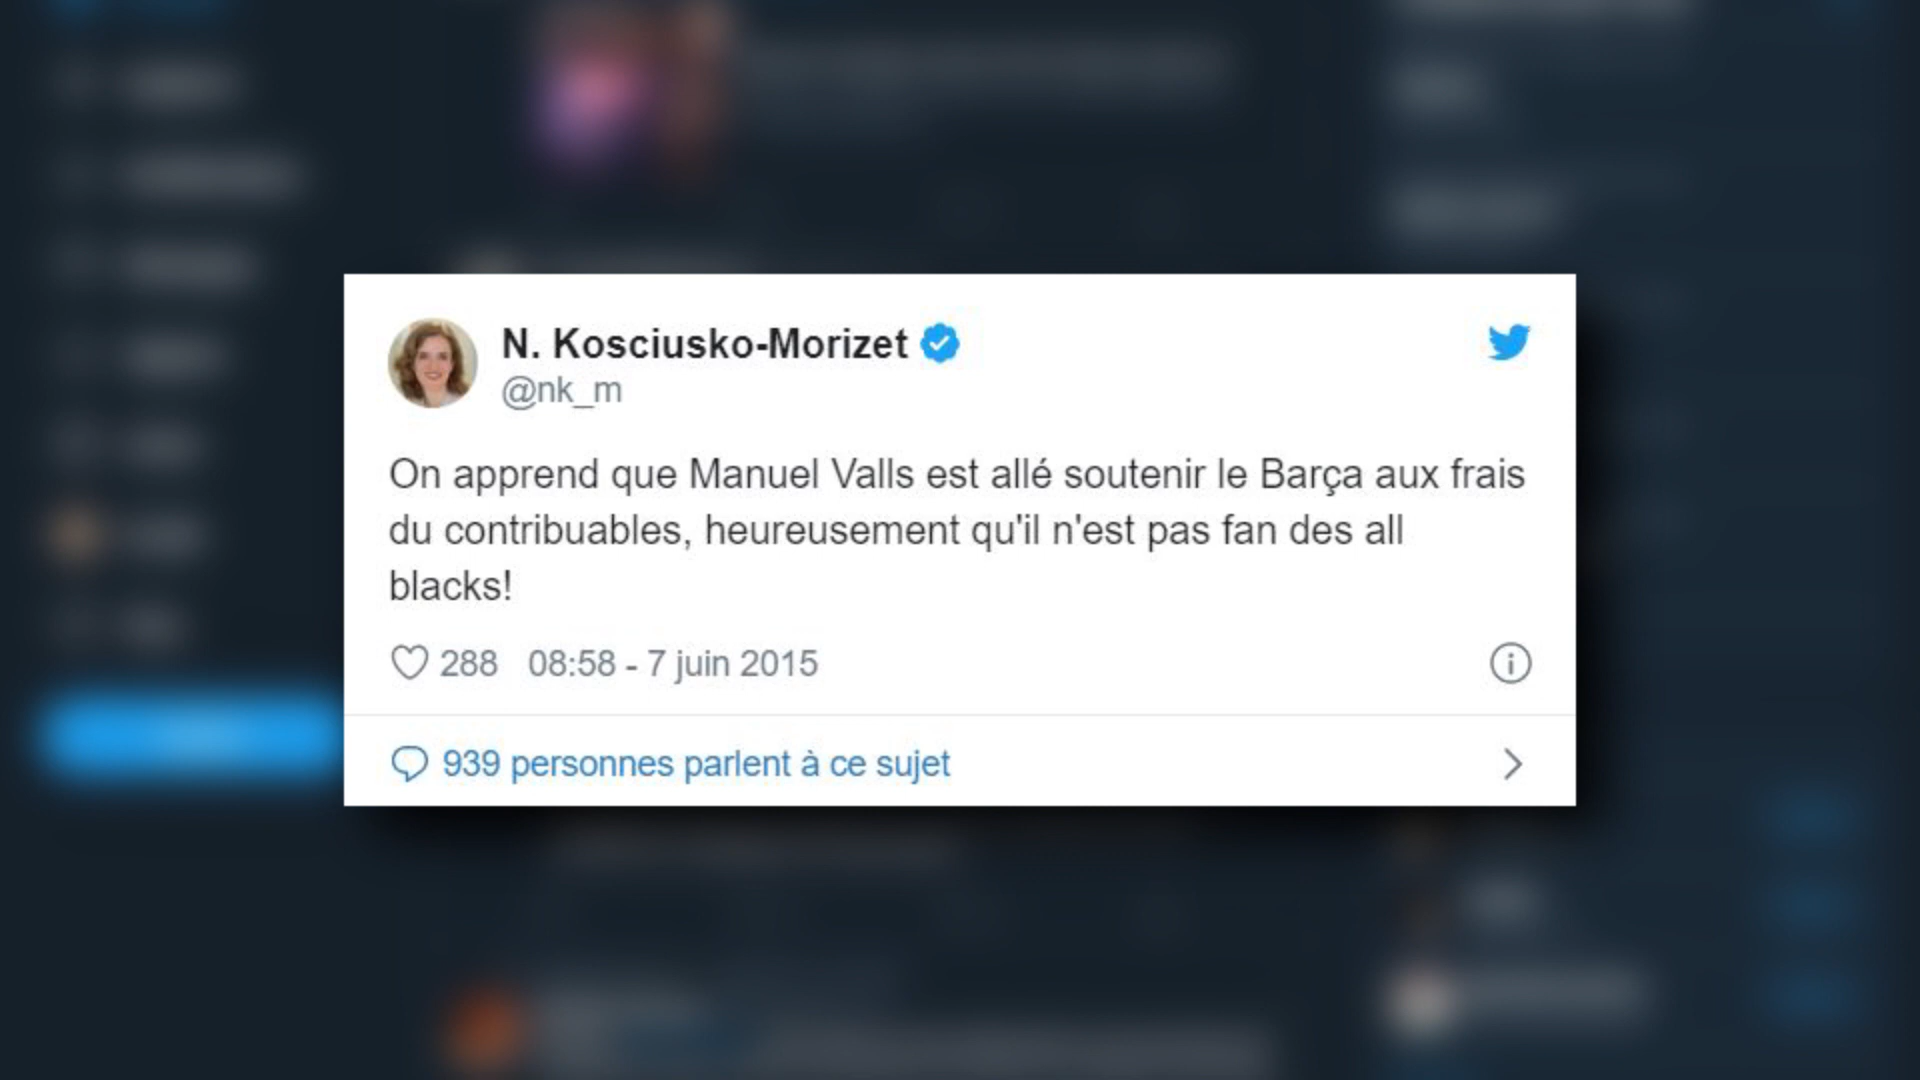 N. Kosciusko-Morizet
@nk_m
On apprend que Manuel Valls est allé soutenir le Barça aux frais
du contribuables, heureusement qu'il n'est pas fan des all
blacks!
288 08:58 - 7 juin 2015
939 personnes parlent à ce sujet